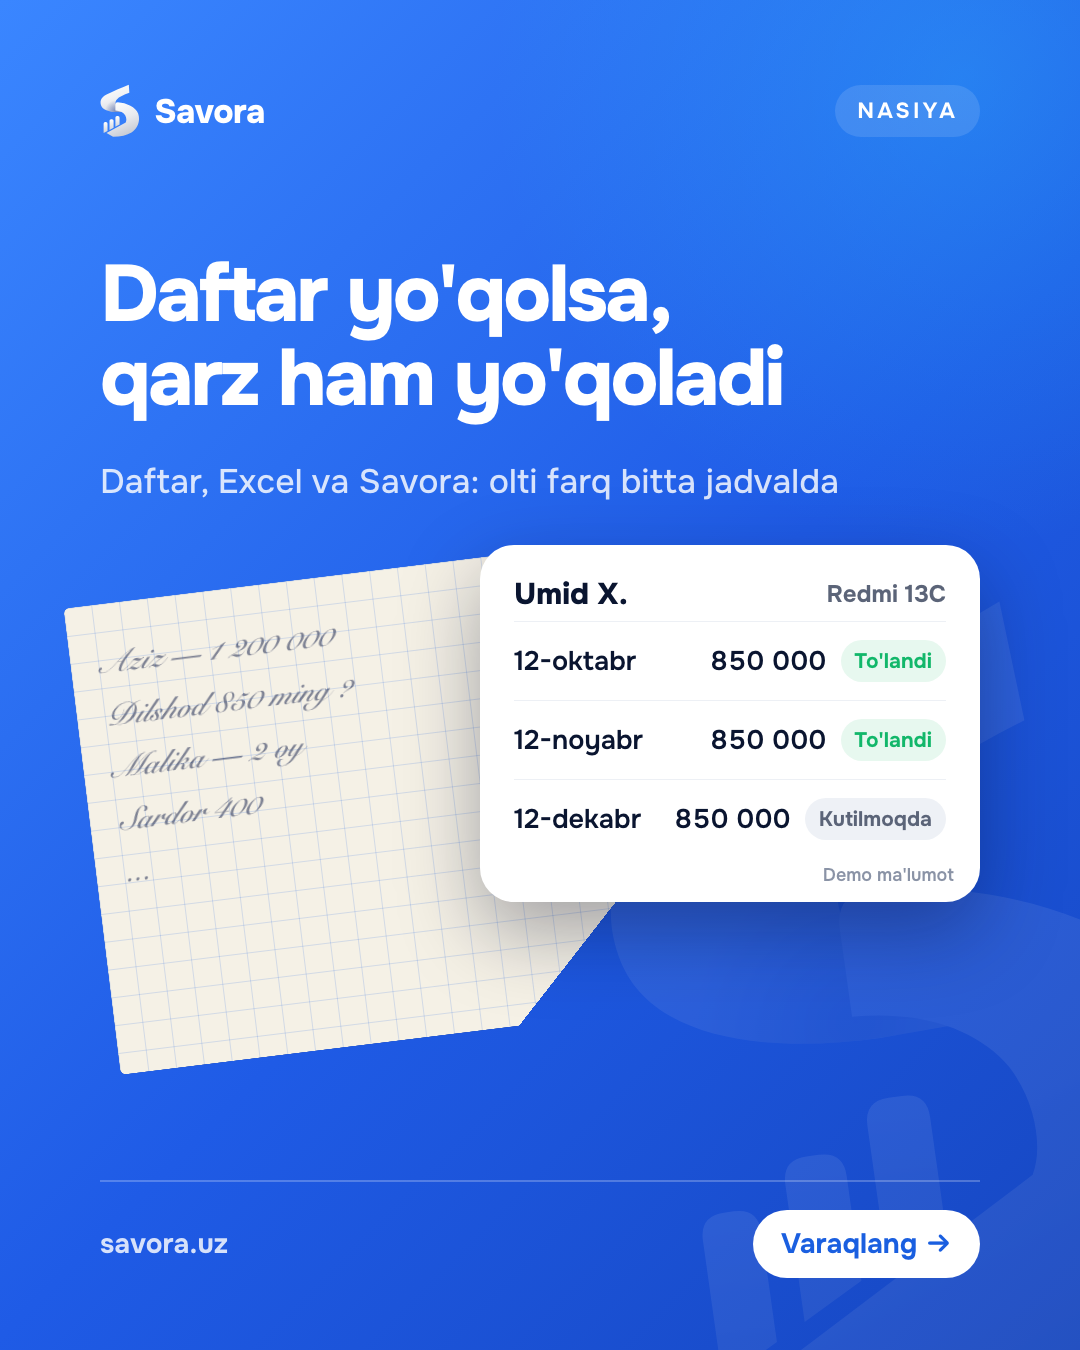 Savora
NASIYA
Daftar yo'qolsa,
qarz ham yo'qoladi
Daftar, Excel va Savora: olti farq bitta jadvalda
Aziz — 1 200 000
Dilshod 850 ming ?
Malika — 2 oy
Sardor 400
...
Umid X. Redmi 13C
12-oktabr 850 000 To'landi
12-noyabr 850 000 To'landi
12-dekabr 850 000 Kutilmoqda
Demo ma'lumot
savora.uz
Varaqlang →